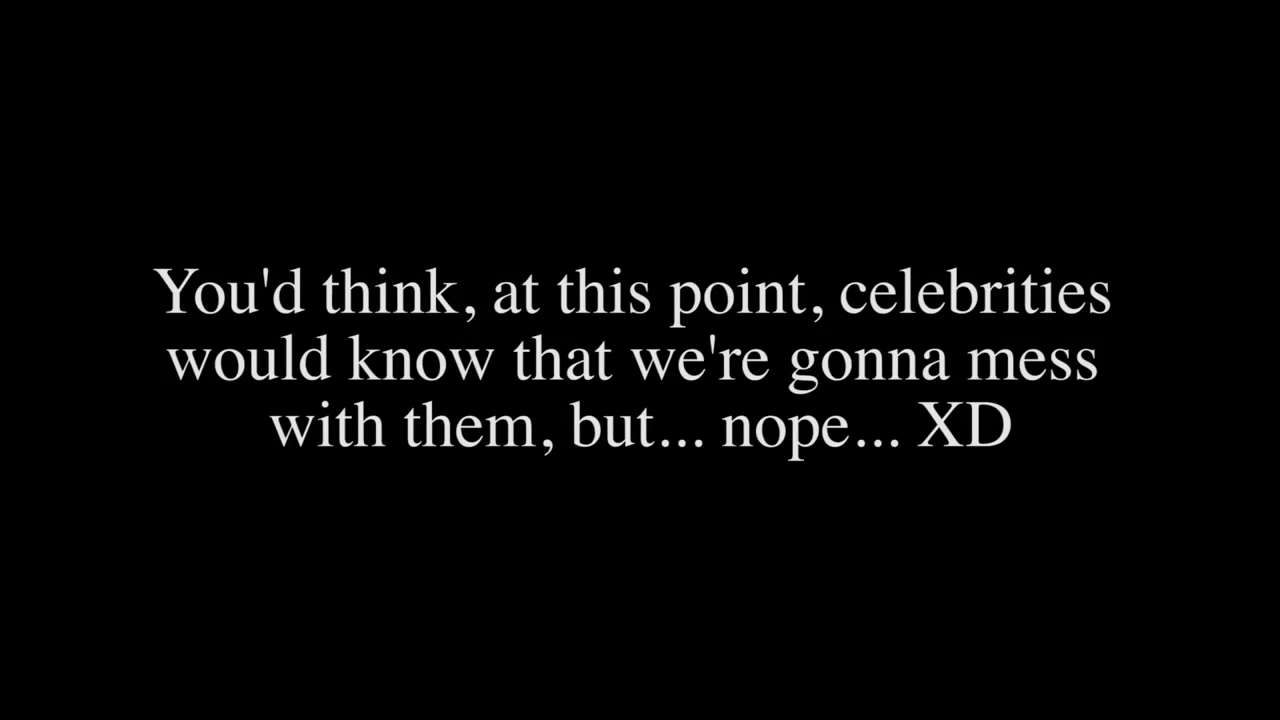 You'd think, at this point, celebrities
would know that we're gonna mess
with them, but... nope... XD